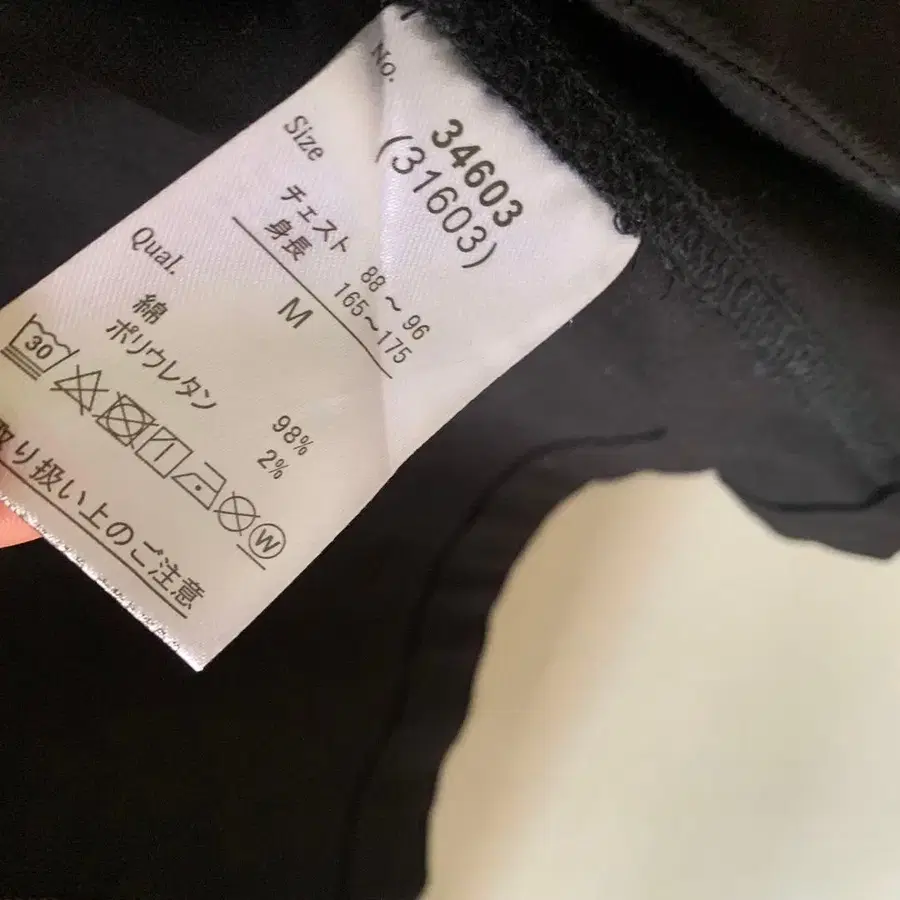 No.
34603
(31603)
Size
チェスト 88～96
身長 165～175
M
Qual.
綿 98%
ポリウレタン 2%
30
W
取り扱い上のご注意